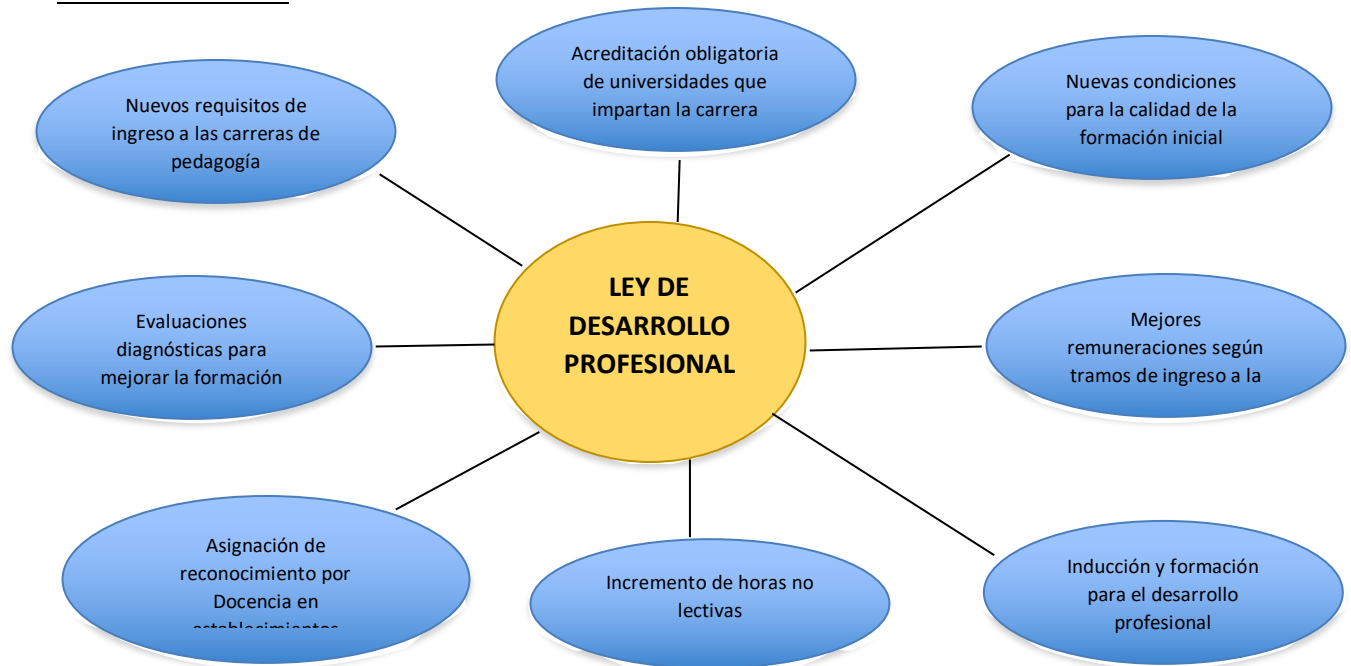 Acreditación obligatoria
de universidades que
impartan la carrera
Nuevos requisitos de
ingreso a las carreras de
pedagogía
Nuevas condiciones
para la calidad de la
formación inicial
LEY DE
DESARROLLO
PROFESIONAL
Evaluaciones
diagnósticas para
mejorar la formación
Mejores
remuneraciones según
tramos de ingreso a la
Asignación de
reconocimiento por
Docencia en
establecimientos
Incremento de horas no
lectivas
Inducción y formación
para el desarrollo
profesional